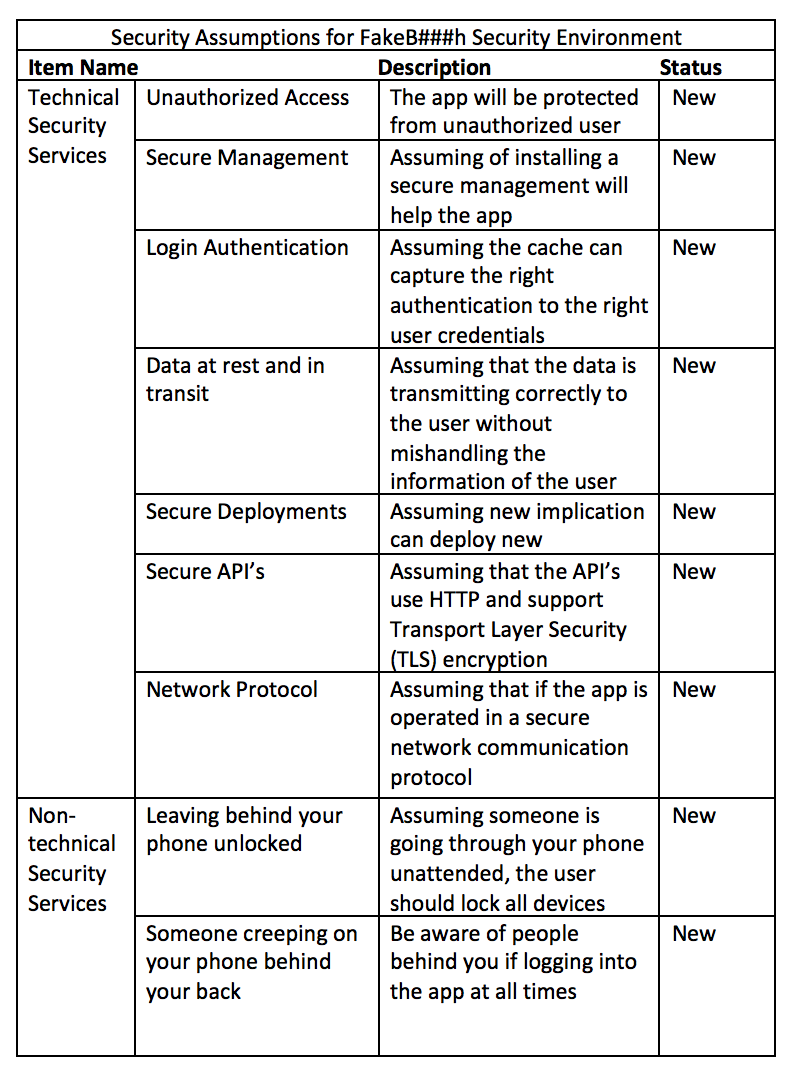 Security Assumptions for FakeB###h Security Environment
Item Name Description Status
Technical
Security
Services
Unauthorized Access
The app will be protected
from unauthorized user
New
Secure Management
Assuming of installing a
secure management will
help the app
New
Login Authentication
Assuming the cache can
capture the right
authentication to the right
user credentials
New
Data at rest and in
transit
Assuming that the data is
transmitting correctly to
the user without
mishandling the
information of the user
New
Secure Deployments
Assuming new implication
can deploy new
New
Secure API’s
Assuming that the API’s
use HTTP and support
Transport Layer Security
(TLS) encryption
New
Network Protocol
Assuming that if the app is
operated in a secure
network communication
protocol
New
Non-
technical
Security
Services
Leaving behind your
phone unlocked
Assuming someone is
going through your phone
unattended, the user
should lock all devices
New
Someone creeping on
your phone behind
your back
Be aware of people
behind you if logging into
the app at all times
New